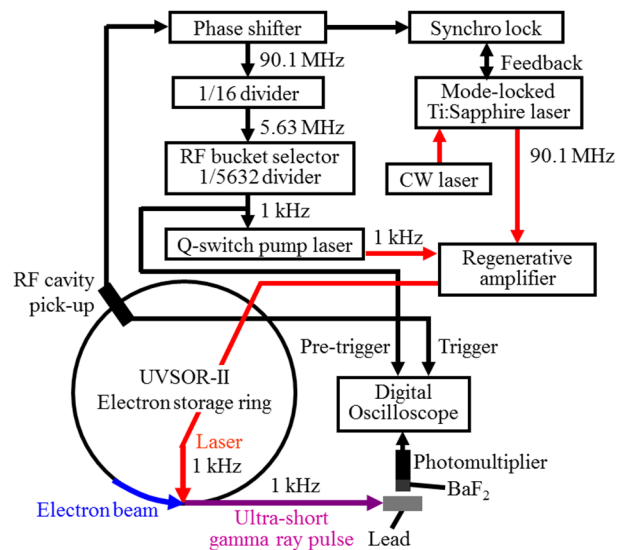 Phase shifter
Synchro lock
90.1 MHz
Feedback
1/16 divider
Mode-locked
Ti:Sapphire laser
5.63 MHz
RF bucket selector
1/5632 divider
90.1 MHz
CW laser
1 kHz
Q-switch pump laser
1 kHz
Regenerative
amplifier
RF cavity
pick-up
Pre-trigger
Trigger
UVSOR-II
Electron storage ring
Digital
Oscilloscope
Laser
1 kHz
Photomultiplier
BaF2
1 kHz
Electron beam
Ultra-short
gamma ray pulse
Lead